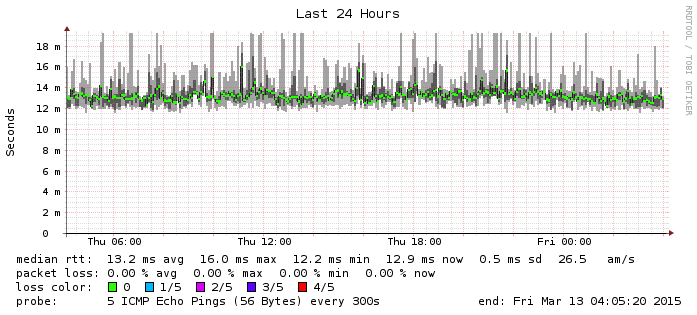 Last 24 Hours
RRDTOOL / TOBI OETIKER
Seconds
18 m
16 m
14 m
12 m
10 m
8 m
6 m
4 m
2 m
0
Thu 06:00 Thu 12:00 Thu 18:00 Fri 00:00
median rtt: 13.2 ms avg 16.0 ms max 12.2 ms min 12.9 ms now 0.5 ms sd 26.5 am/s
packet loss: 0.00 % avg 0.00 % max 0.00 % min 0.00 % now
loss color: 0 1/5 2/5 3/5 4/5
probe: 5 ICMP Echo Pings (56 Bytes) every 300s end: Fri Mar 13 04:05:20 2015